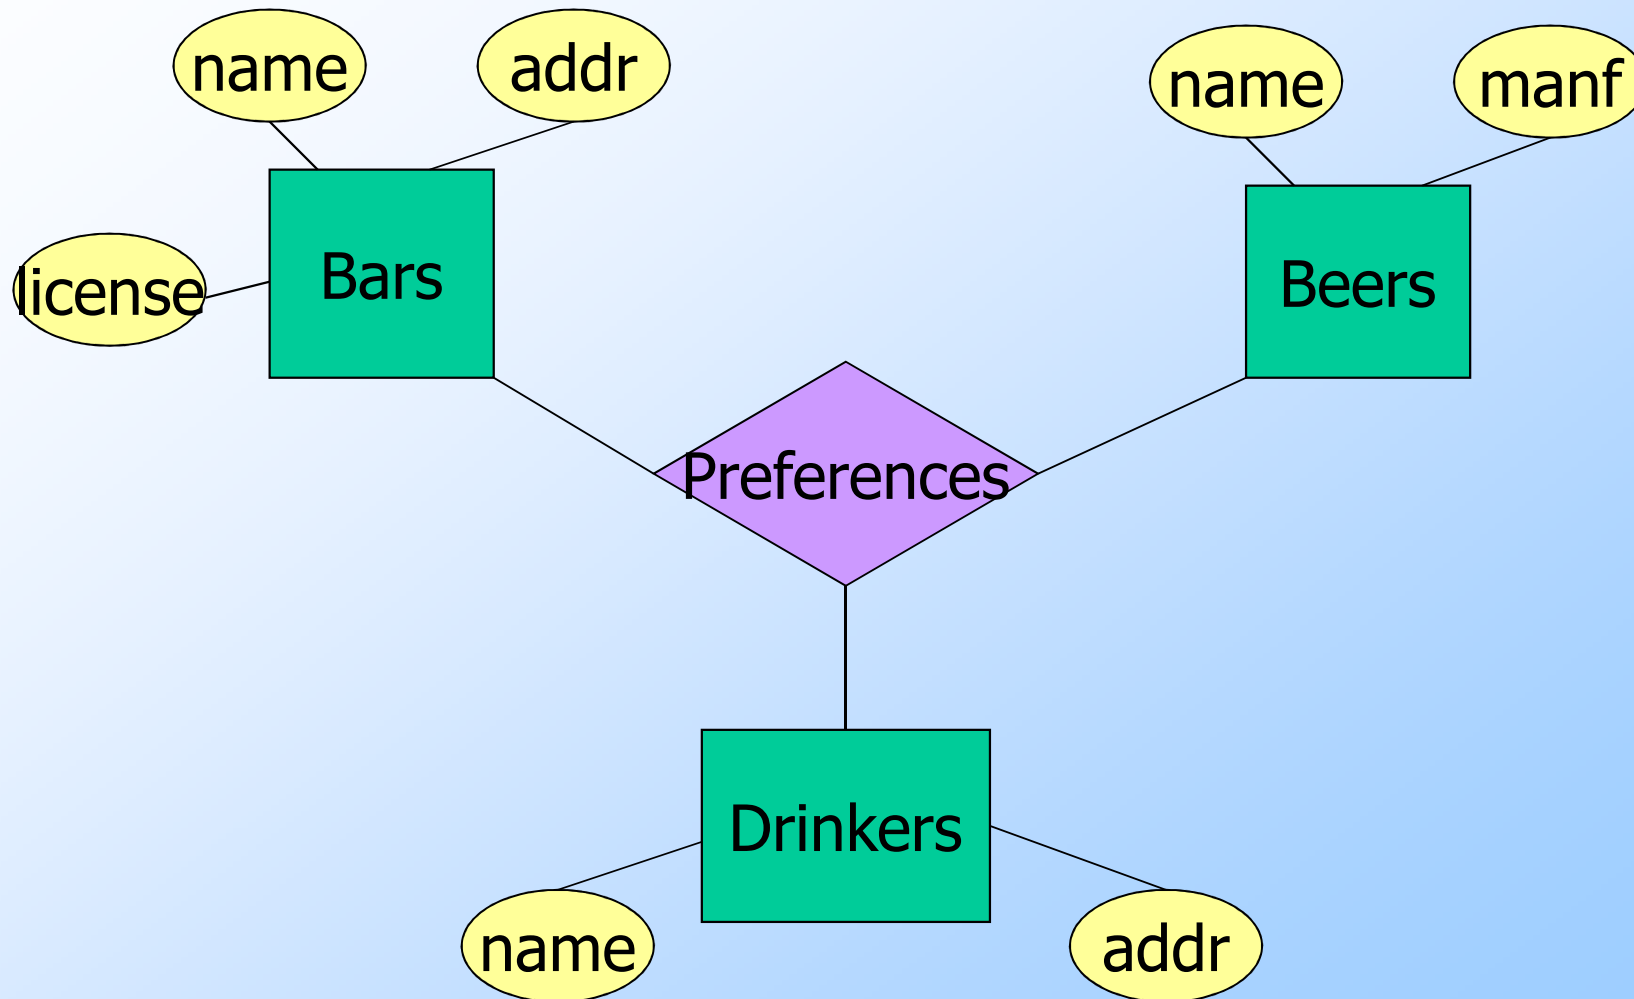 name
addr
name
manf
license
Bars
Beers
Preferences
Drinkers
name
addr